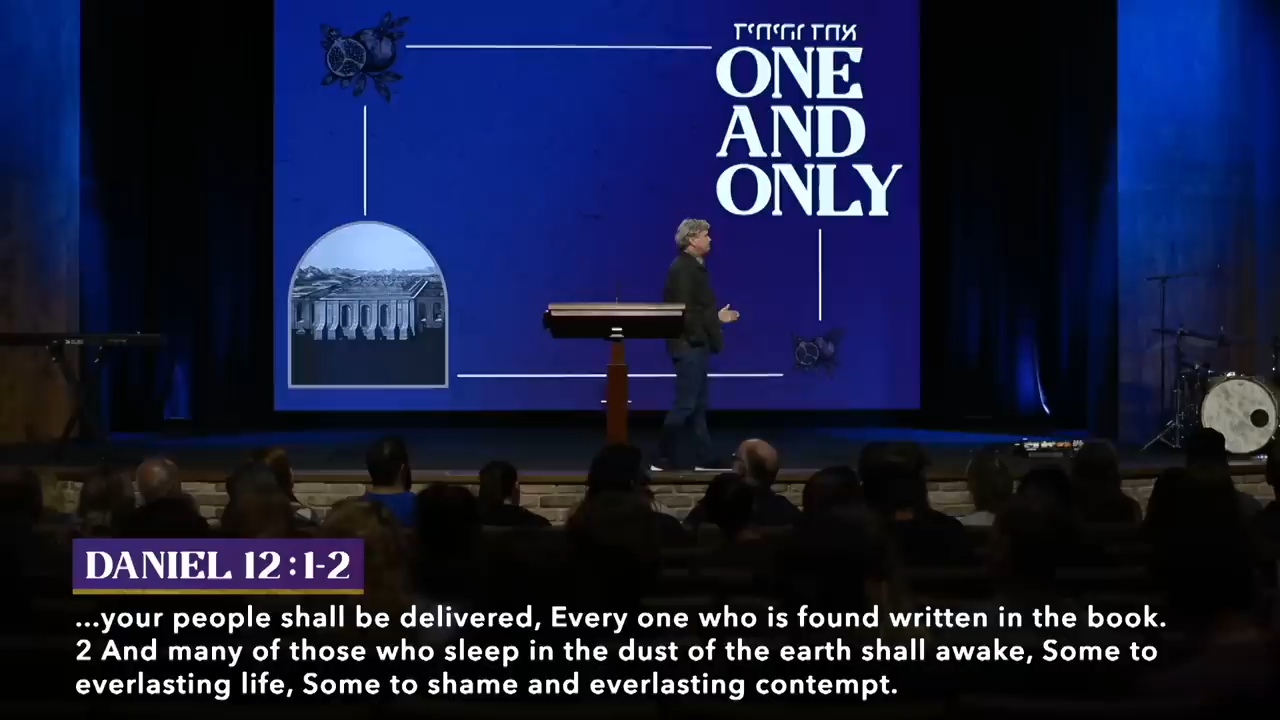 אחד והיחיד
ONE
AND
ONLY
DANIEL 12:1-2
...your people shall be delivered, Every one who is found written in the book.
2 And many of those who sleep in the dust of the earth shall awake, Some to
everlasting life, Some to shame and everlasting contempt.